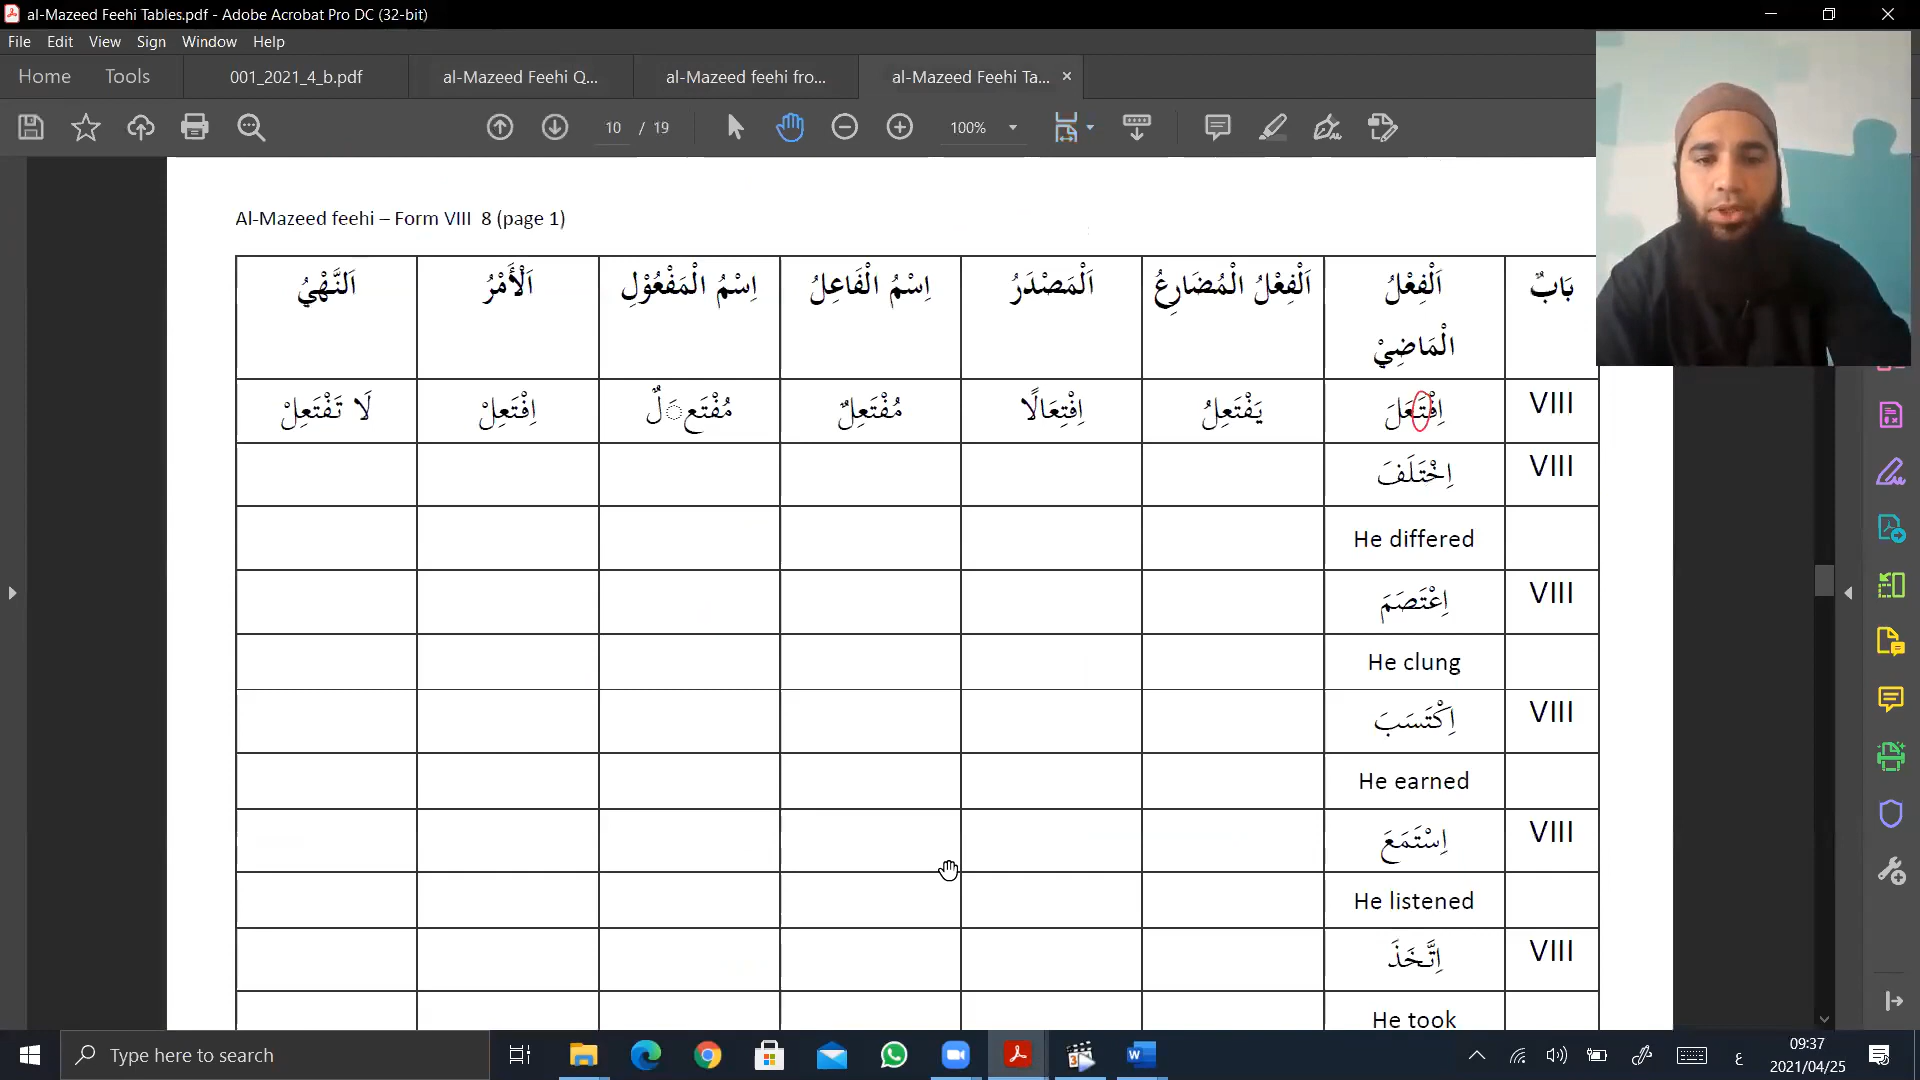 al-Mazeed Feehi Tables.pdf - Adobe Acrobat Pro DC (32-bit)
File Edit View Sign Window Help
Home Tools 001_2021_4_b.pdf al-Mazeed Feehi Q... al-Mazeed feehi fro... al-Mazeed Feehi Ta...
10 / 19 100%
Al-Mazeed feehi – Form VIII 8 (page 1)
بَابٌ اَلْفِعْلُ الْمَاضِيْ اَلْفِعْلُ الْمُضَارِعُ اَلْمَصْدَرُ اِسْمُ الْفَاعِلُ اِسْمُ الْمَفْعُوْلِ اَلْأَمْرُ اَلنَّهْيُ
VIII اِفْتَعَلَ يَفْتَعِلُ اِفْتِعَالًا مُفْتَعِلٌ مُفْتَع◌َلٌ اِفْتَعِلْ لَا تَفْتَعِلْ
VIII اِخْتَلَفَ
He differed
VIII اِعْتَصَمَ
He clung
VIII اِكْتَسَبَ
He earned
VIII اِسْتَمَعَ
He listened
VIII اِتَّخَذَ
He took
Type here to search
ع
09:37
2021/04/25